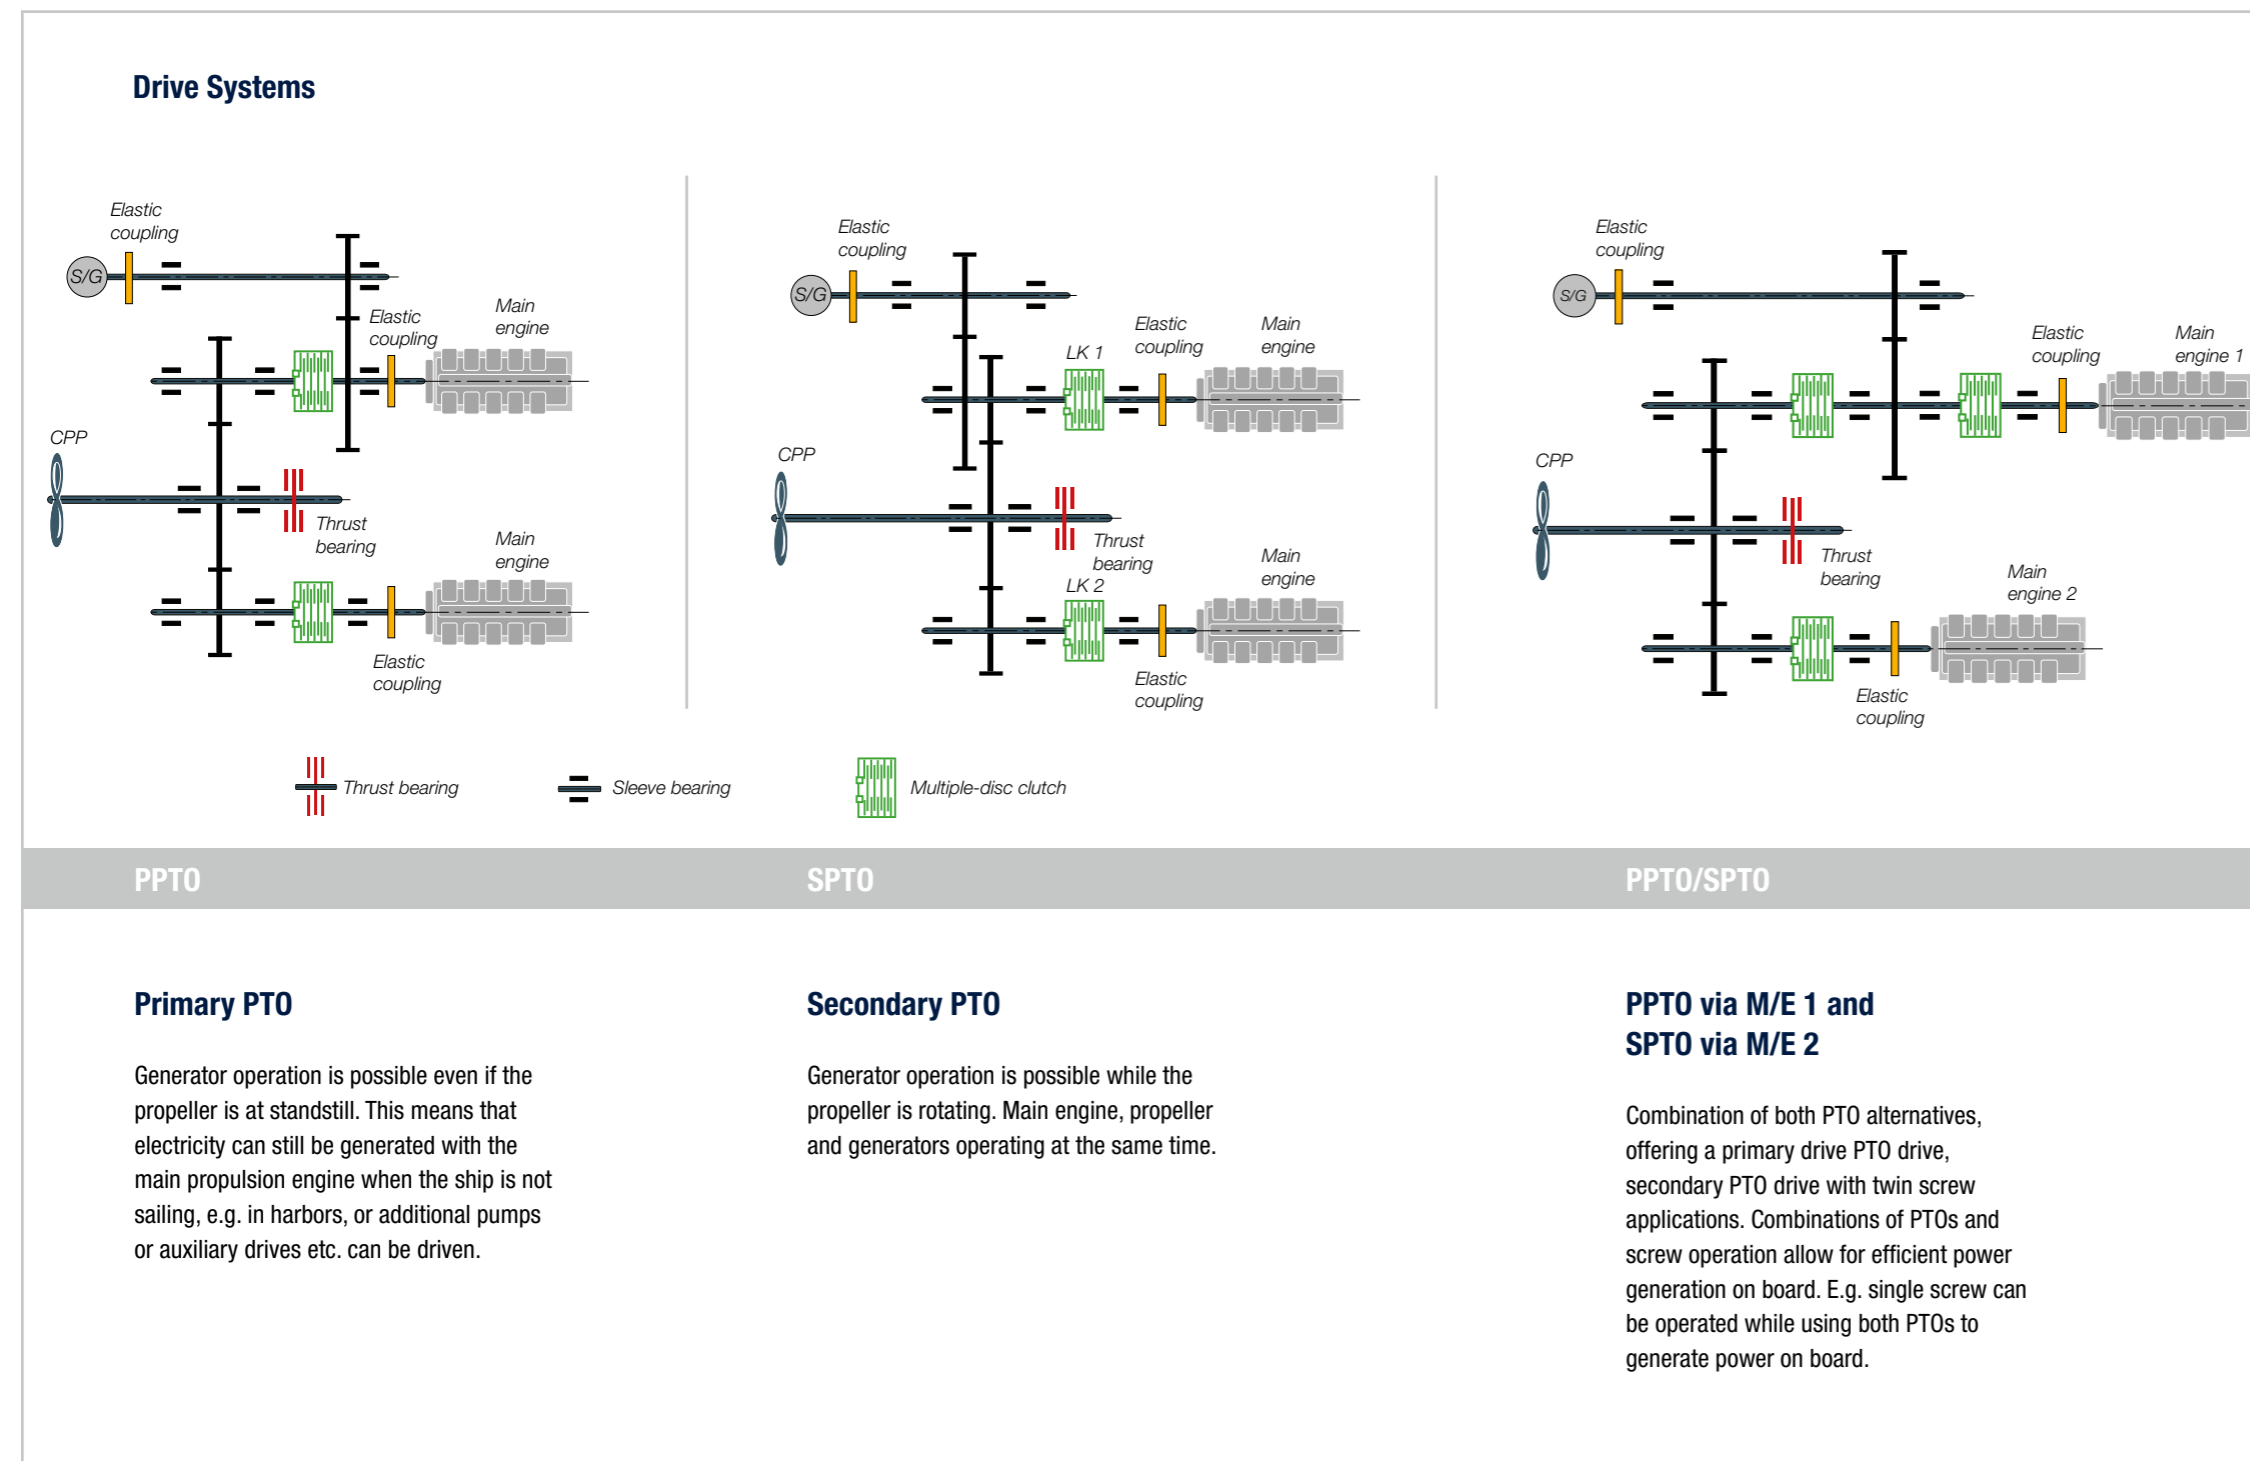 Drive Systems
Elastic
coupling
S/G
Elastic
coupling
Main
engine
CPP
Thrust
bearing
Main
engine
Elastic
coupling
Elastic
coupling
S/G
LK 1
Elastic
coupling
Main
engine
CPP
Thrust
bearing
LK 2
Main
engine
Elastic
coupling
Elastic
coupling
S/G
Elastic
coupling
Main
engine 1
CPP
Thrust
bearing
Main
engine 2
Elastic
coupling
Thrust bearing
Sleeve bearing
Multiple-disc clutch
PPTO
SPTO
PPTO/SPTO
Primary PTO
Generator operation is possible even if the
propeller is at standstill. This means that
electricity can still be generated with the
main propulsion engine when the ship is not
sailing, e.g. in harbors, or additional pumps
or auxiliary drives etc. can be driven.
Secondary PTO
Generator operation is possible while the
propeller is rotating. Main engine, propeller
and generators operating at the same time.
PPTO via M/E 1 and
SPTO via M/E 2
Combination of both PTO alternatives,
offering a primary drive PTO drive,
secondary PTO drive with twin screw
applications. Combinations of PTOs and
screw operation allow for efficient power
generation on board. E.g. single screw can
be operated while using both PTOs to
generate power on board.